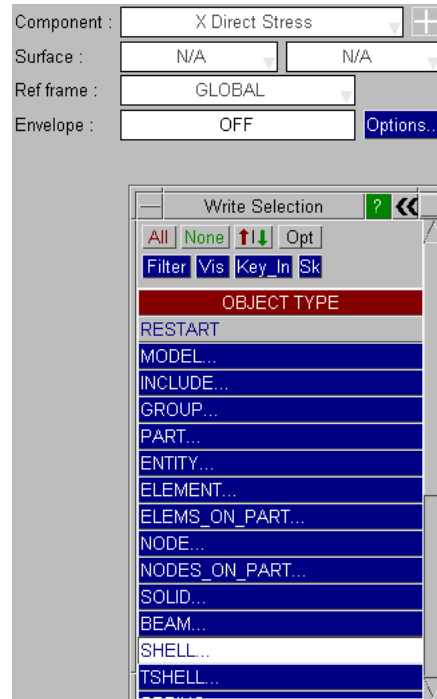 Component : X Direct Stress
Surface : N/A N/A
Ref frame : GLOBAL
Envelope : OFF Options..
Write Selection ?
All None Opt
Filter Vis Key_In Sk
OBJECT TYPE
RESTART
MODEL...
INCLUDE...
GROUP...
PART...
ENTITY...
ELEMENT...
ELEMS_ON_PART...
NODE...
NODES_ON_PART...
SOLID...
BEAM...
SHELL...
TSHELL...